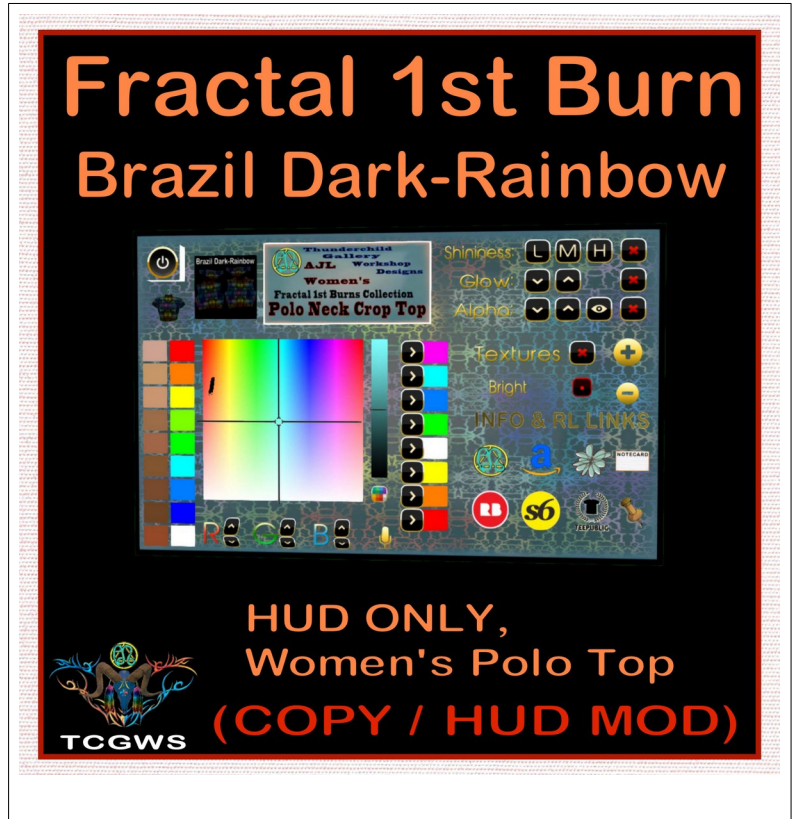 Fractal 1st Burn
Brazil Dark-Rainbow
Brazil Dark-Rainbow
Thunderchild
Gallery
AJL Workshop
Designs
Women's
Fractal 1st Burns Collection
Polo Neck Crop Top
Shininess L M H
Glow
Alpha
Textures
Bright
INFO & RL LINKS
NOTECARD
RB
s6
TEEPUBLIC
R G B
HUD ONLY,
Women's Polo Top
(COPY / HUD MOD)
TCGWS